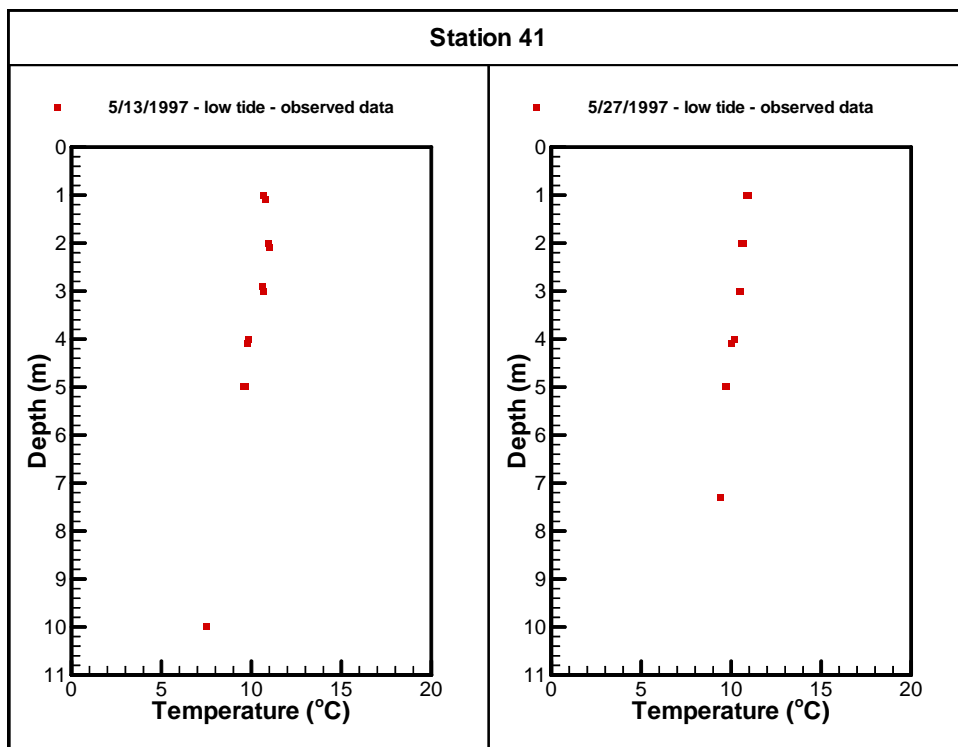 Station 41
5/13/1997 - low tide - observed data
0
1
2
3
4
5
6
7
8
9
10
11
Depth (m)
0 5 10 15 20
Temperature (°C)
5/27/1997 - low tide - observed data
0
1
2
3
4
5
6
7
8
9
10
11
Depth (m)
0 5 10 15 20
Temperature (°C)